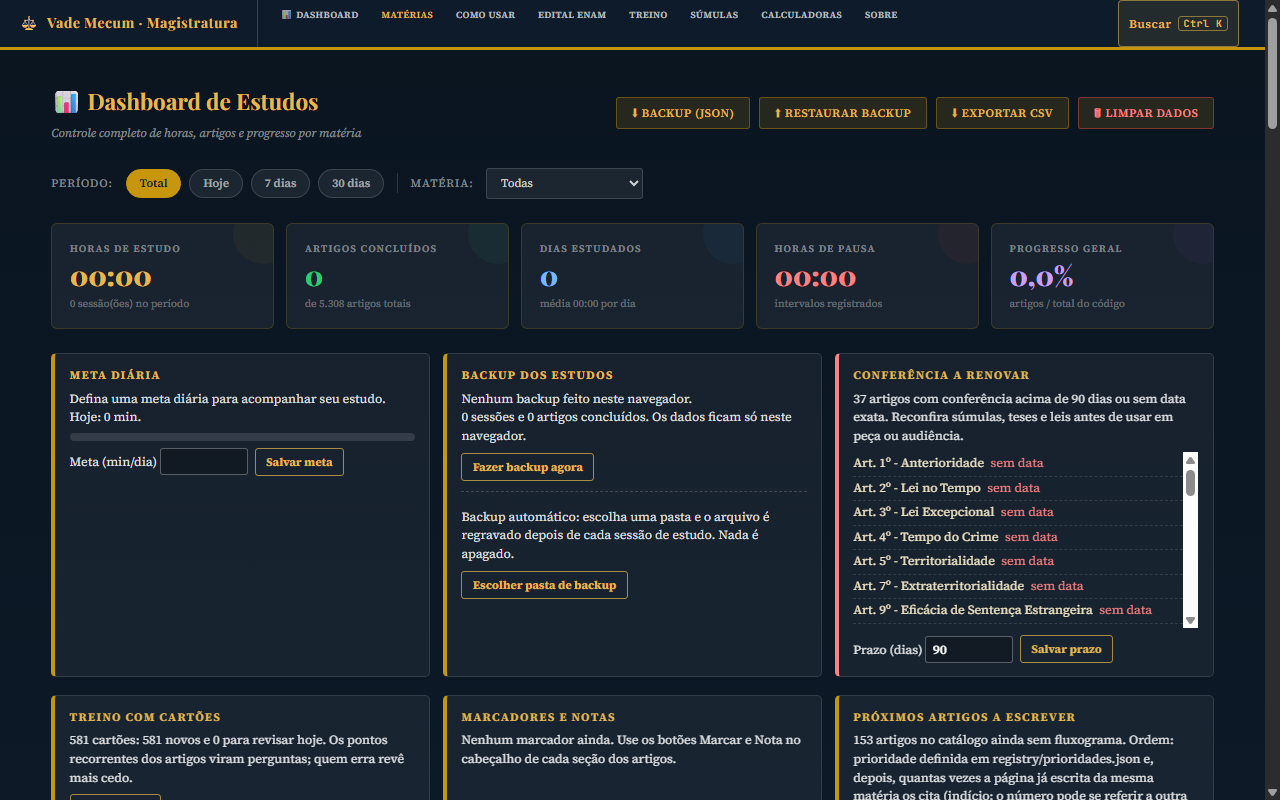 Vade Mecum · Magistratura
DASHBOARD
MATÉRIAS
COMO USAR
EDITAL ENAM
TREINO
SÚMULAS
CALCULADORAS
SOBRE
Buscar Ctrl K
Dashboard de Estudos
Controle completo de horas, artigos e progresso por matéria
⬇ BACKUP (JSON)
⬆ RESTAURAR BACKUP
⬇ EXPORTAR CSV
LIMPAR DADOS
PERÍODO:
Total
Hoje
7 dias
30 dias
MATÉRIA:
Todas
HORAS DE ESTUDO
00:00
0 sessão(ões) no período
ARTIGOS CONCLUÍDOS
0
de 5.308 artigos totais
DIAS ESTUDADOS
0
média 00:00 por dia
HORAS DE PAUSA
00:00
intervalos registrados
PROGRESSO GERAL
0,0%
artigos / total do código
META DIÁRIA
Defina uma meta diária para acompanhar seu estudo.
Hoje: 0 min.
Meta (min/dia)
Salvar meta
BACKUP DOS ESTUDOS
Nenhum backup feito neste navegador.
0 sessões e 0 artigos concluídos. Os dados ficam só neste
navegador.
Fazer backup agora
Backup automático: escolha uma pasta e o arquivo é
regravado depois de cada sessão de estudo. Nada é
apagado.
Escolher pasta de backup
CONFERÊNCIA A RENOVAR
37 artigos com conferência acima de 90 dias ou sem data
exata. Reconfira súmulas, teses e leis antes de usar em
peça ou audiência.
Art. 1º - Anterioridade sem data
Art. 2º - Lei no Tempo sem data
Art. 3º - Lei Excepcional sem data
Art. 4º - Tempo do Crime sem data
Art. 5º - Territorialidade sem data
Art. 7º - Extraterritorialidade sem data
Art. 9º - Eficácia de Sentença Estrangeira sem data
Prazo (dias) 90
Salvar prazo
TREINO COM CARTÕES
581 cartões: 581 novos e 0 para revisar hoje. Os pontos
recorrentes dos artigos viram perguntas; quem erra revê
mais cedo.
MARCADORES E NOTAS
Nenhum marcador ainda. Use os botões Marcar e Nota no
cabeçalho de cada seção dos artigos.
PRÓXIMOS ARTIGOS A ESCREVER
153 artigos no catálogo ainda sem fluxograma. Ordem:
prioridade definida em registry/prioridades.json e,
depois, quantas vezes a página já escrita da mesma
matéria os cita (indício: o número pode se referir a outra